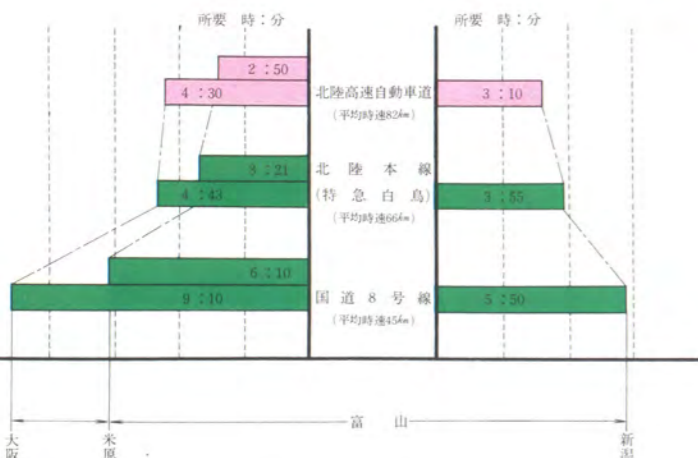 所要 時：分
所要 時：分
2：50
4：30
北陸高速自動車道
(平均時速82㎞)
3：10
3：21
北陸本線
4：43
(特急白鳥)
(平均時速66㎞)
3：55
6：10
9：10
国道8号線
(平均時速45㎞)
5：50
富山
大阪
米原
新潟